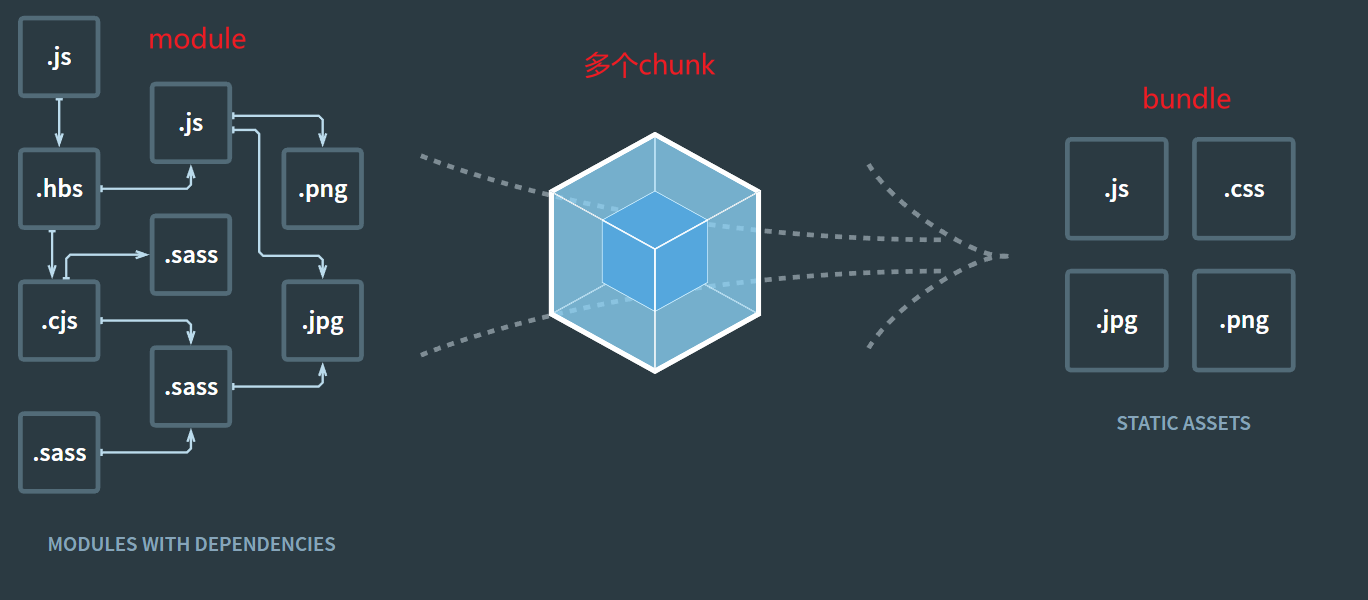 .js
module
.js
.hbs
.png
.sass
.cjs
.jpg
.sass
.sass
MODULES WITH DEPENDENCIES
多个chunk
bundle
.js
.css
.jpg
.png
STATIC ASSETS